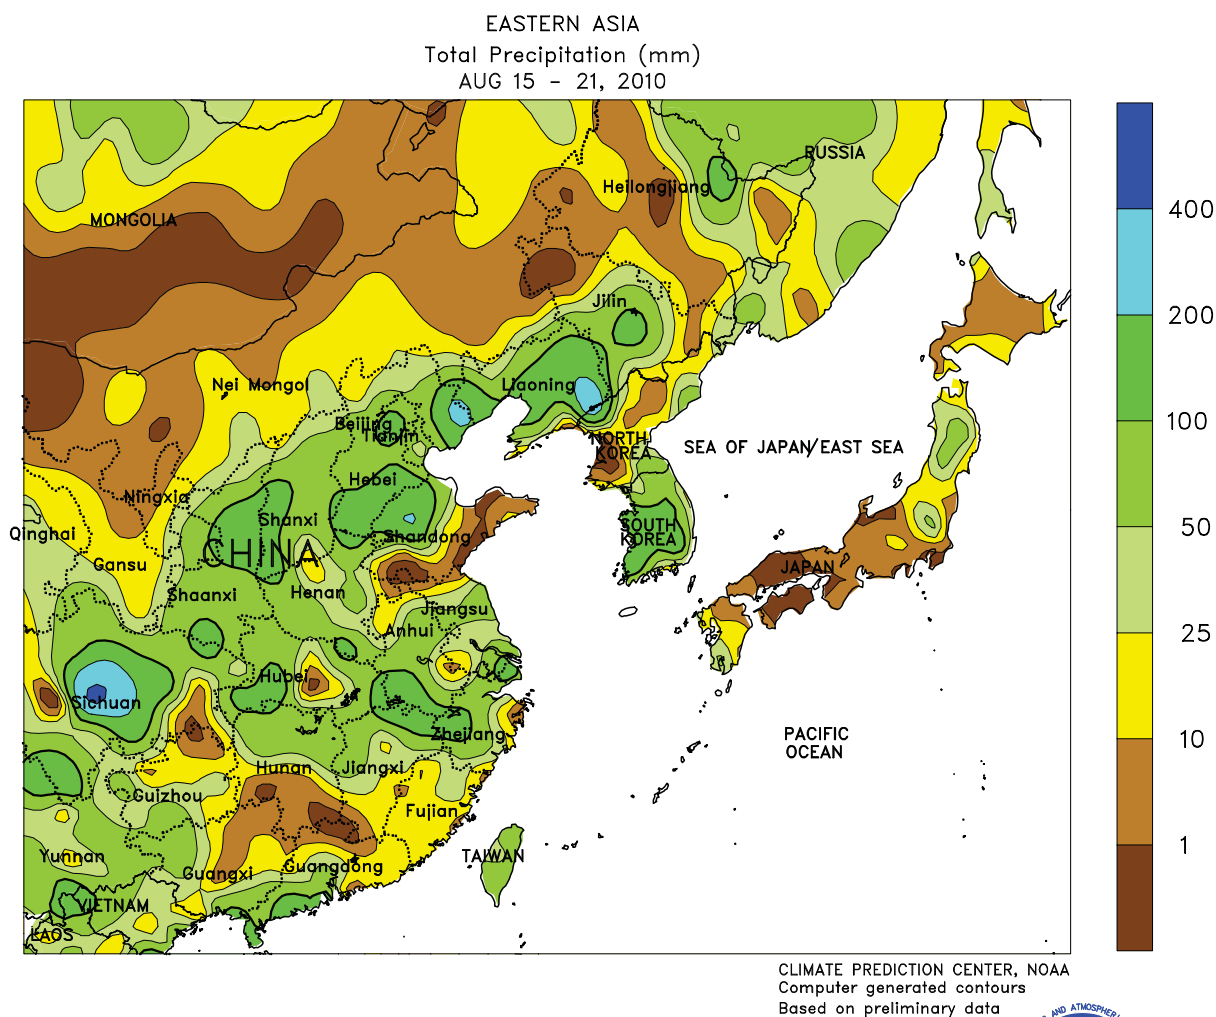 EASTERN ASIA
Total Precipitation (mm)
AUG 15 - 21, 2010
RUSSIA
Heilongjiang
MONGOLIA
400
Jilin
200
Nei Mongol
Liaoning
Beijing
Tianjin
100
NORTH
KOREA
SEA OF JAPAN/EAST SEA
Hebei
Ningxia
Shanxi
SOUTH
KOREA
50
Qinghai
Shandong
CHINA
Gansu
JAPAN
Shaanxi
Henan
Jiangsu
Anhui
25
Hubei
Sichuan
Zhejiang
PACIFIC
OCEAN
10
Hunan
Jiangxi
Guizhou
Fujian
1
Yunnan
TAIWAN
Guangxi
Guangdong
VIETNAM
LAOS
CLIMATE PREDICTION CENTER, NOAA
Computer generated contours
Based on preliminary data
AND ATMOSPHER